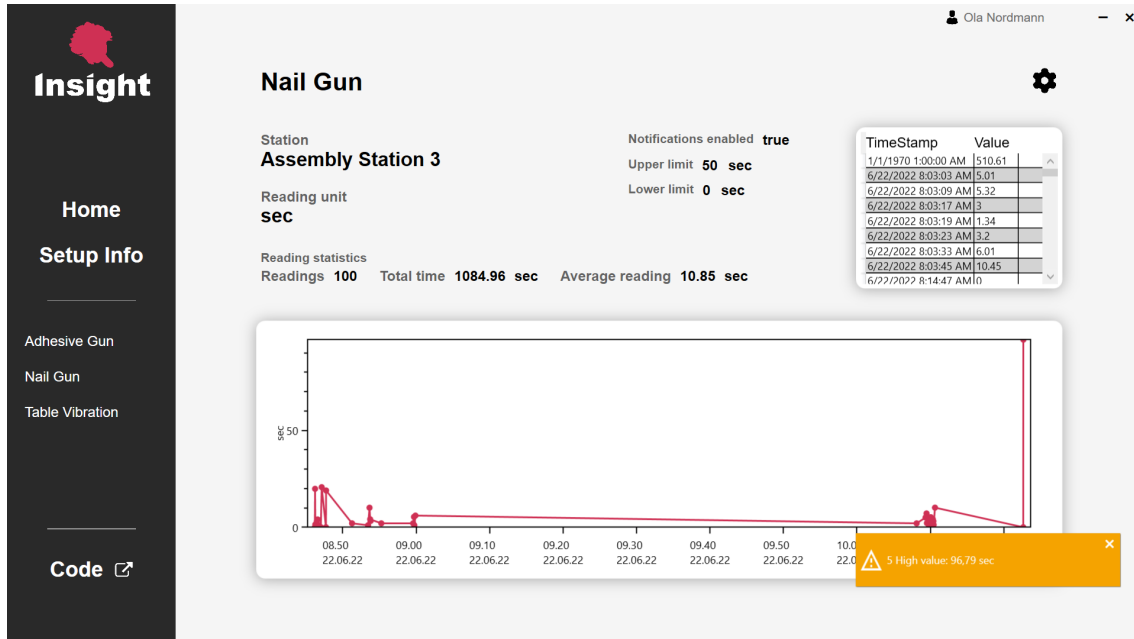 Ola Nordmann
Insight
Home
Setup Info
Adhesive Gun
Nail Gun
Table Vibration
Code
Nail Gun
Station
Assembly Station 3
Reading unit
sec
Notifications enabled true
Upper limit 50 sec
Lower limit 0 sec
Reading statistics
Readings 100 Total time 1084.96 sec Average reading 10.85 sec
TimeStamp Value
1/1/1970 1:00:00 AM 510.61
6/22/2022 8:03:03 AM 5.01
6/22/2022 8:03:09 AM 5.32
6/22/2022 8:03:17 AM 3
6/22/2022 8:03:19 AM 1.34
6/22/2022 8:03:23 AM 3.2
6/22/2022 8:03:33 AM 6.01
6/22/2022 8:03:45 AM 10.45
6/22/2022 8:14:47 AM 0
sec
50
0
08.50 09.00 09.10 09.20 09.30 09.40 09.50
22.06.22 22.06.22 22.06.22 22.06.22 22.06.22 22.06.22 22.06.22
5 High value: 96,79 sec